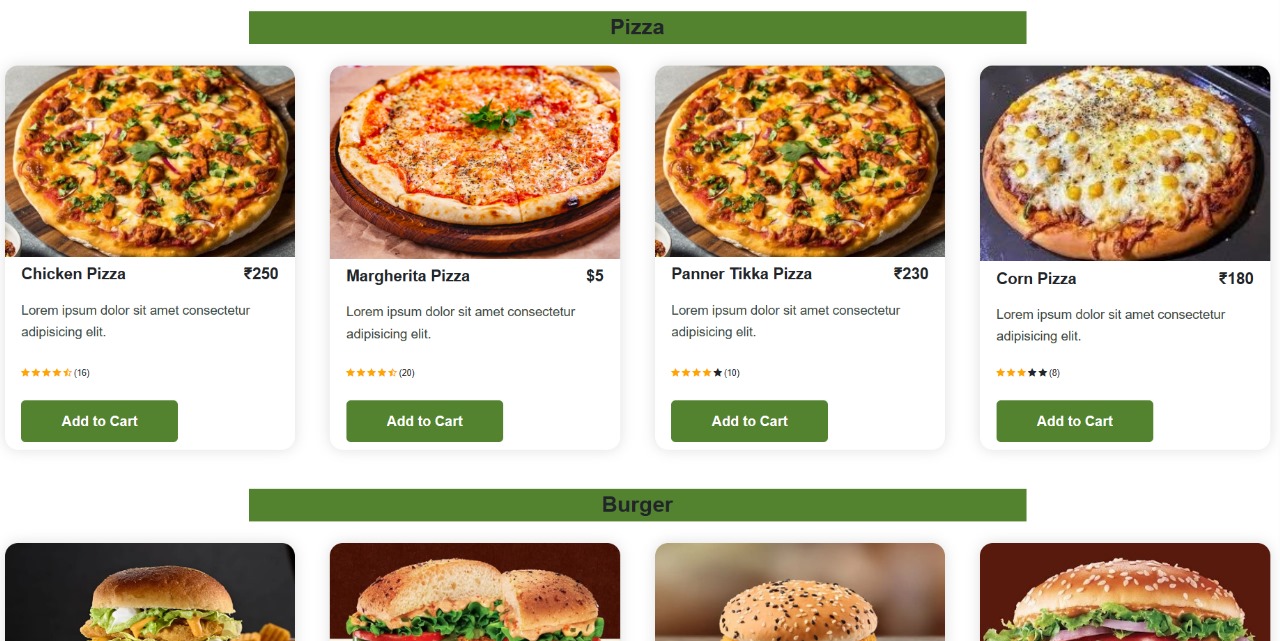 Pizza
Chicken Pizza ₹250
Lorem ipsum dolor sit amet consectetur
adipisicing elit.
(16)
Add to Cart
Margherita Pizza $5
Lorem ipsum dolor sit amet consectetur
adipisicing elit.
(20)
Add to Cart
Panner Tikka Pizza ₹230
Lorem ipsum dolor sit amet consectetur
adipisicing elit.
(10)
Add to Cart
Corn Pizza ₹180
Lorem ipsum dolor sit amet consectetur
adipisicing elit.
(8)
Add to Cart
Burger